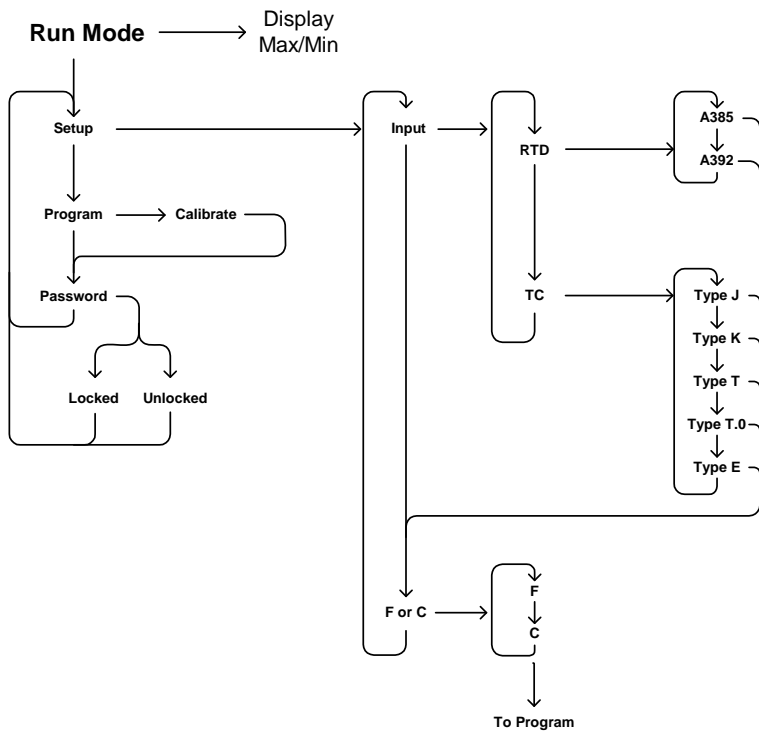 Run Mode
Display
Max/Min
Setup
Input
RTD
A385
A392
Program
Calibrate
Password
TC
Type J
Type K
Type T
Type T.0
Type E
Locked
Unlocked
F or C
F
C
To Program